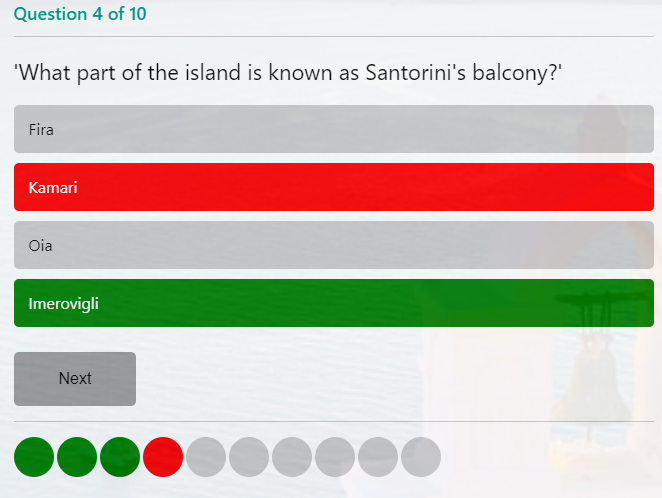 Question 4 of 10
'What part of the island is known as Santorini's balcony?'
Fira
Kamari
Oia
Imerovigli
Next